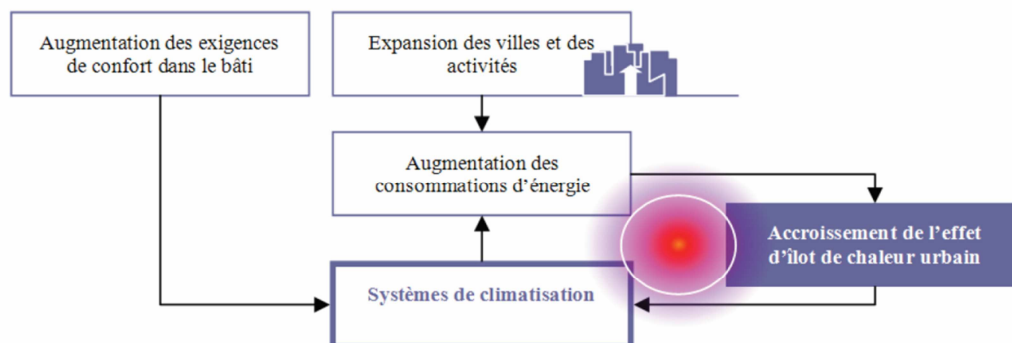 Augmentation des exigences
de confort dans le bâti
Expansion des villes et des
activités
Augmentation des
consommations d’énergie
Accroissement de l’effet
d’îlot de chaleur urbain
Systèmes de climatisation